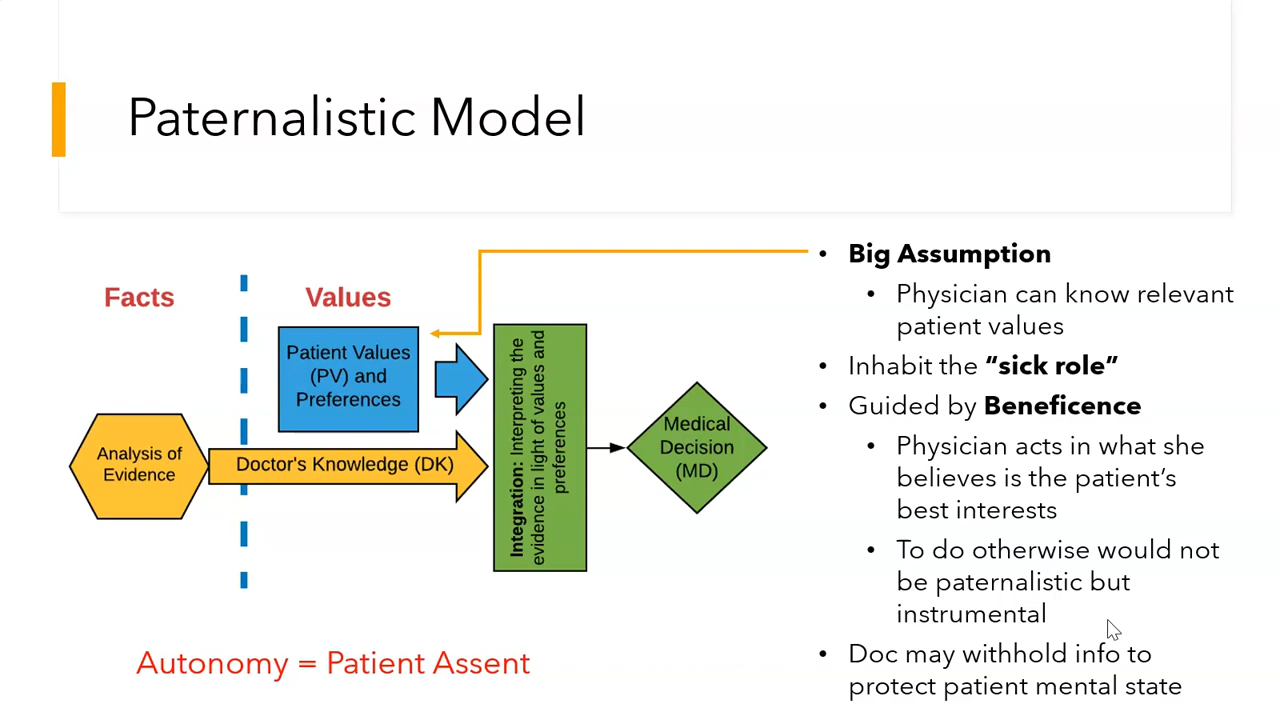 Paternalistic Model
Facts
Values
Patient Values
(PV) and
Preferences
Analysis of
Evidence
Doctor's Knowledge (DK)
Integration: Interpreting the
evidence in light of values and
preferences
Medical
Decision
(MD)
Autonomy = Patient Assent
• Big Assumption
• Physician can know relevant
patient values
• Inhabit the “sick role”
• Guided by Beneficence
• Physician acts in what she
believes is the patient’s
best interests
• To do otherwise would not
be paternalistic but
instrumental
• Doc may withhold info to
protect patient mental state